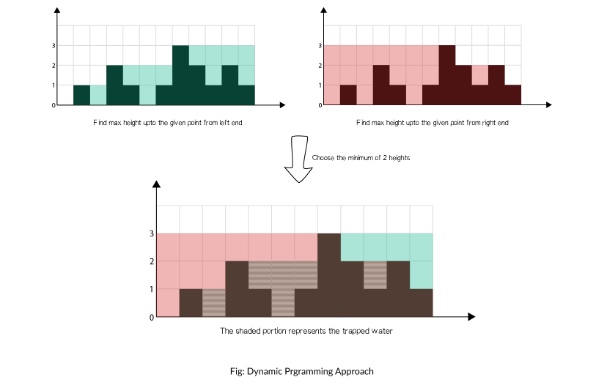 3
2
1
0
Find max height upto the given point from left end
3
2
1
0
Find max height upto the given point from right end
Choose the minimum of 2 heights
3
2
1
0
The shaded portion represents the trapped water
Fig: Dynamic Prgramming Approach